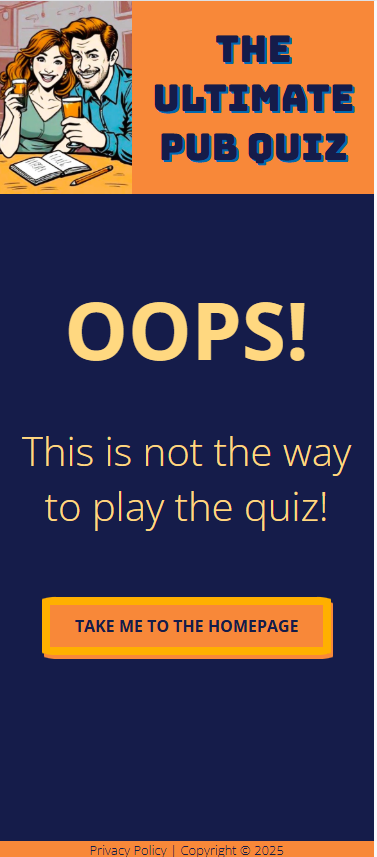 THE
ULTIMATE
PUB QUIZ
OOPS!
This is not the way
to play the quiz!
TAKE ME TO THE HOMEPAGE
Privacy Policy | Copyright © 2025